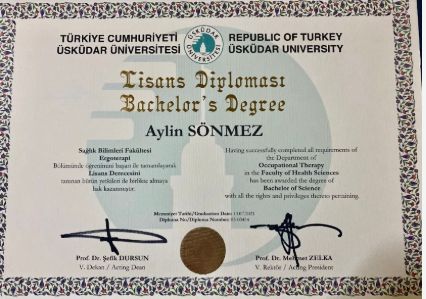 TÜRKİYE CUMHURİYETİ
ÜSKÜDAR ÜNİVERSİTESİ
REPUBLIC OF TURKEY
ÜSKÜDAR UNIVERSITY
ÜSKÜDAR
ÜNİVERSİTESİ
Lisans Diploması
Bachelor's Degree
Aylin SÖNMEZ
Sağlık Bilimleri Fakültesi
Ergoterapi
Bölümünde öğrenimini başarı ile tamamlayarak
Lisans Derecesini
tanınan bütün yetkileri ile birlikte almaya
hak kazanmıştır.
Having successfully completed all requirements of
the Department of
Occupational Therapy
in the Faculty of Health Sciences
has been awarded the degree of
Bachelor of Science
with all the rights and privileges thereto pertaining.
Mezuniyet Tarihi/Graduation Date:
Diploma No./Diploma Number:
Prof. Dr. Şefik DURSUN
V. Dekan / Acting Dean
Prof. Dr. Mehmet ZELKA
V. Rektör / Acting President